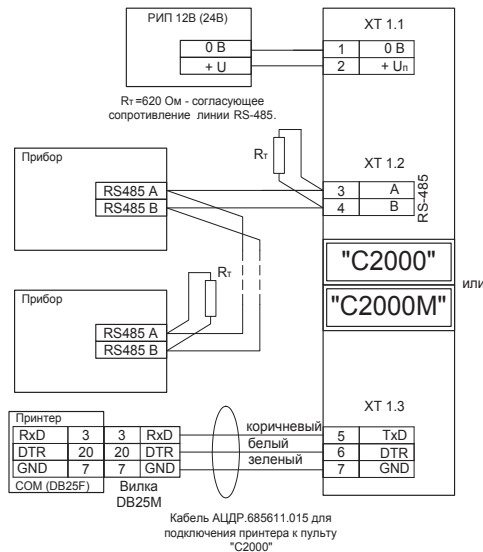 РИП 12В (24В)
0 В
+ U
XT 1.1
1 0 В
2 + Uп
Rт=620 Ом - согласующее
сопротивление линии RS-485.
Rт
XT 1.2
Прибор
RS485 A
RS485 B
3 A
4 B
RS-485
"С2000"
или
"С2000М"
Rт
Прибор
RS485 A
RS485 B
XT 1.3
Принтер
RxD 3 3 RxD
DTR 20 20 DTR
GND 7 7 GND
COM (DB25F)
Вилка
DB25M
коричневый
белый
зеленый
5 TxD
6 DTR
7 GND
Кабель АЦДР.685611.015 для
подключения принтера к пульту
"С2000"